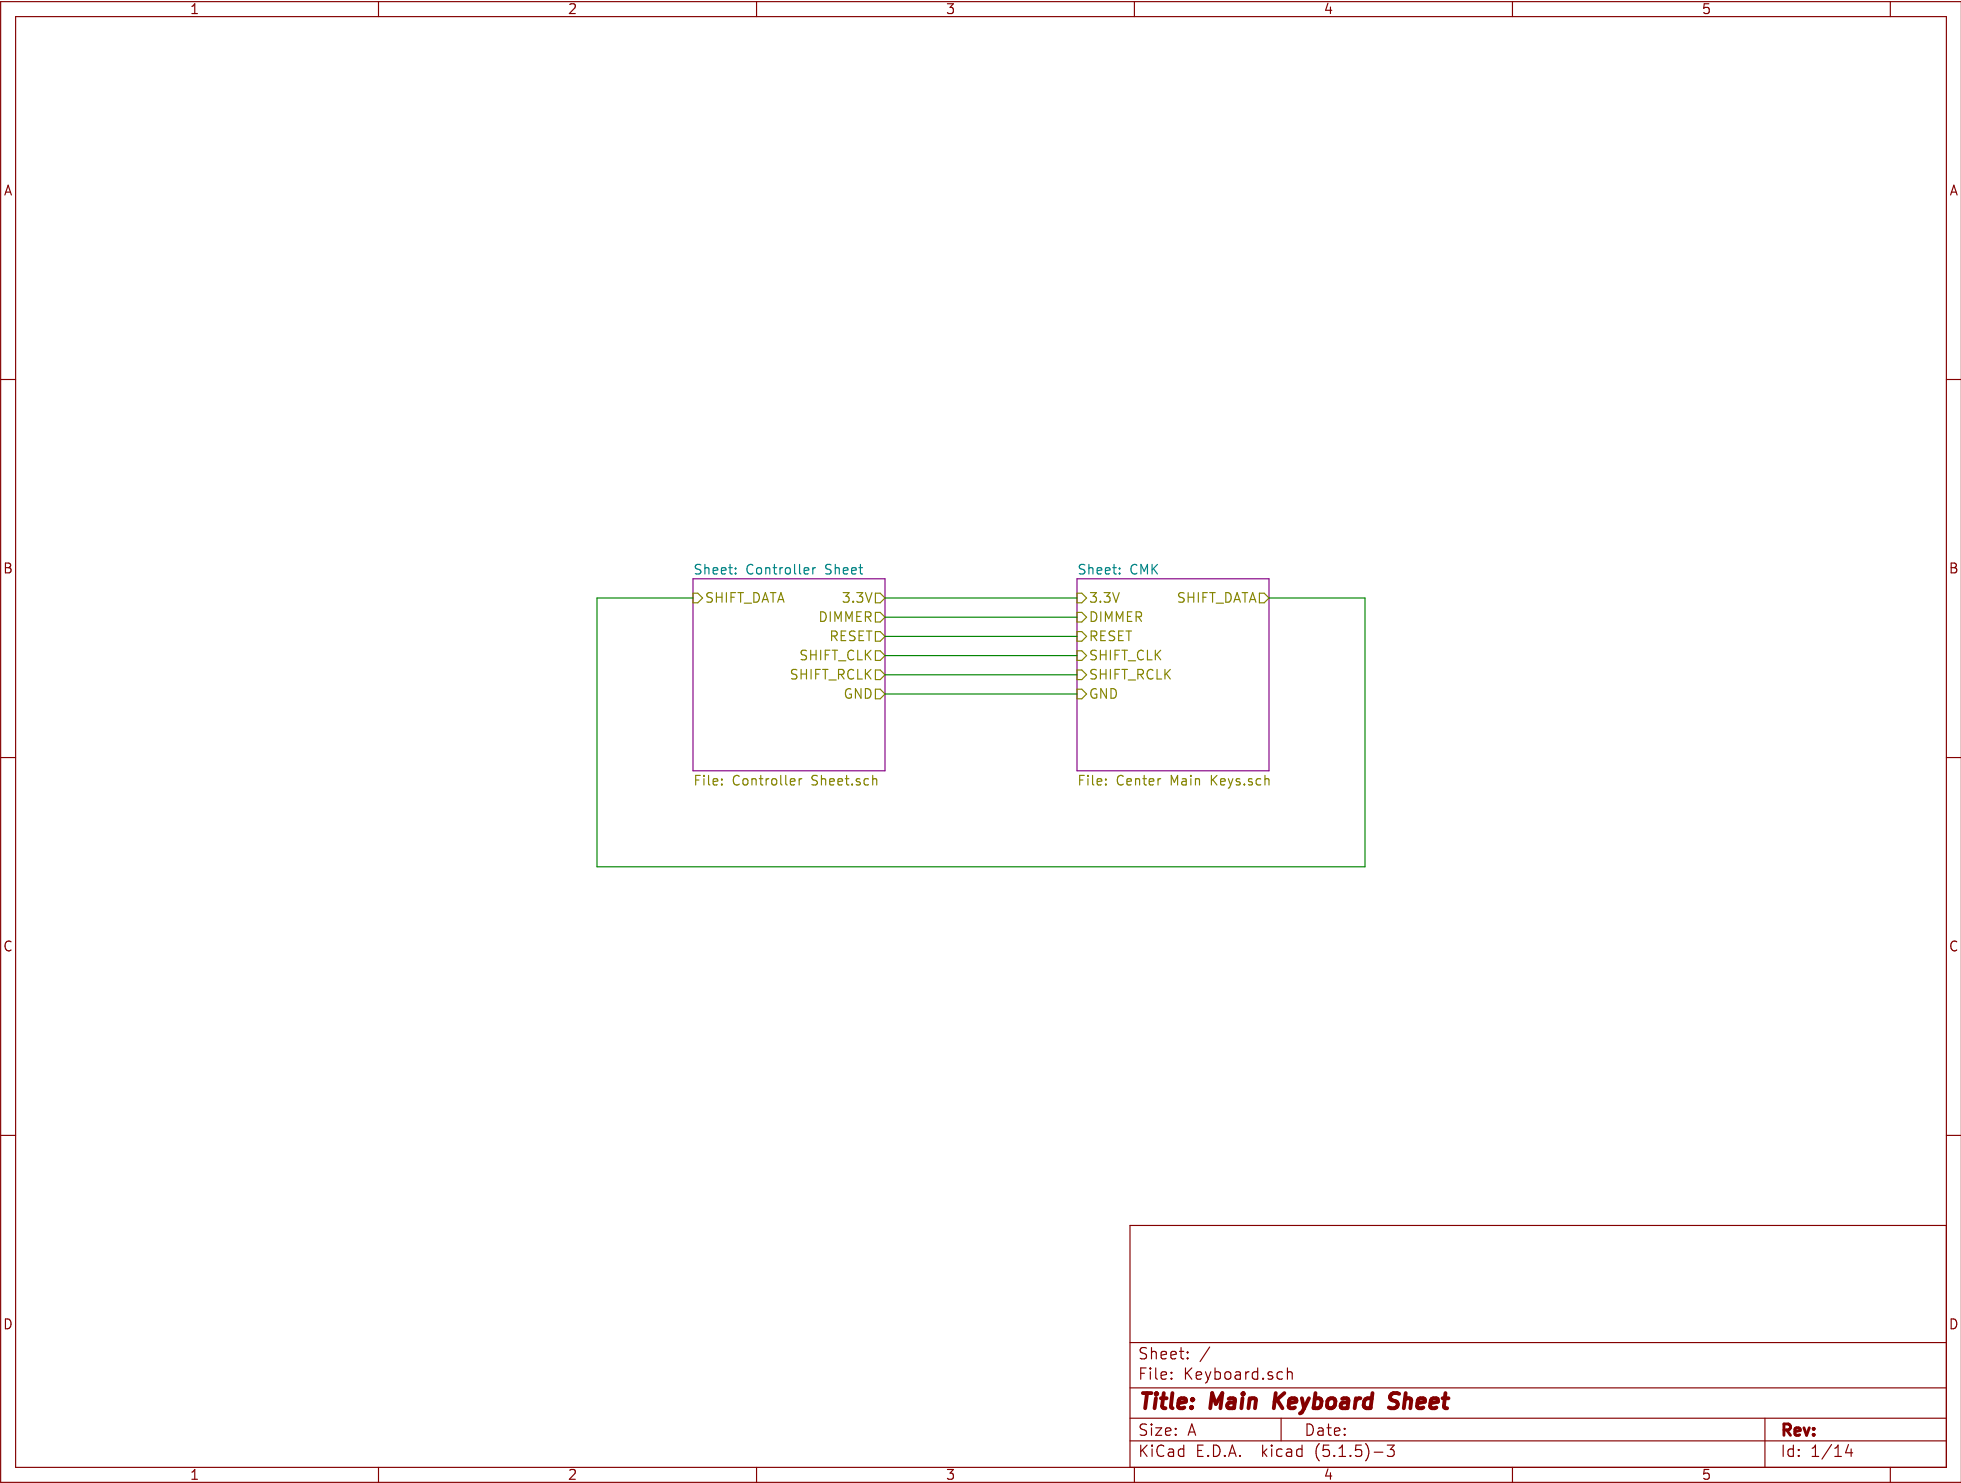 1 2 3 4 5
A A
B B
Sheet: Controller Sheet Sheet: CMK
SHIFT_DATA 3.3V 3.3V SHIFT_DATA
DIMMER DIMMER
RESET RESET
SHIFT_CLK SHIFT_CLK
SHIFT_RCLK SHIFT_RCLK
GND GND
File: Controller Sheet.sch File: Center Main Keys.sch
C C
D D
Sheet: /
File: Keyboard.sch
Title: Main Keyboard Sheet
Size: A Date: Rev:
KiCad E.D.A. kicad (5.1.5)-3 Id: 1/14
1 2 3 4 5